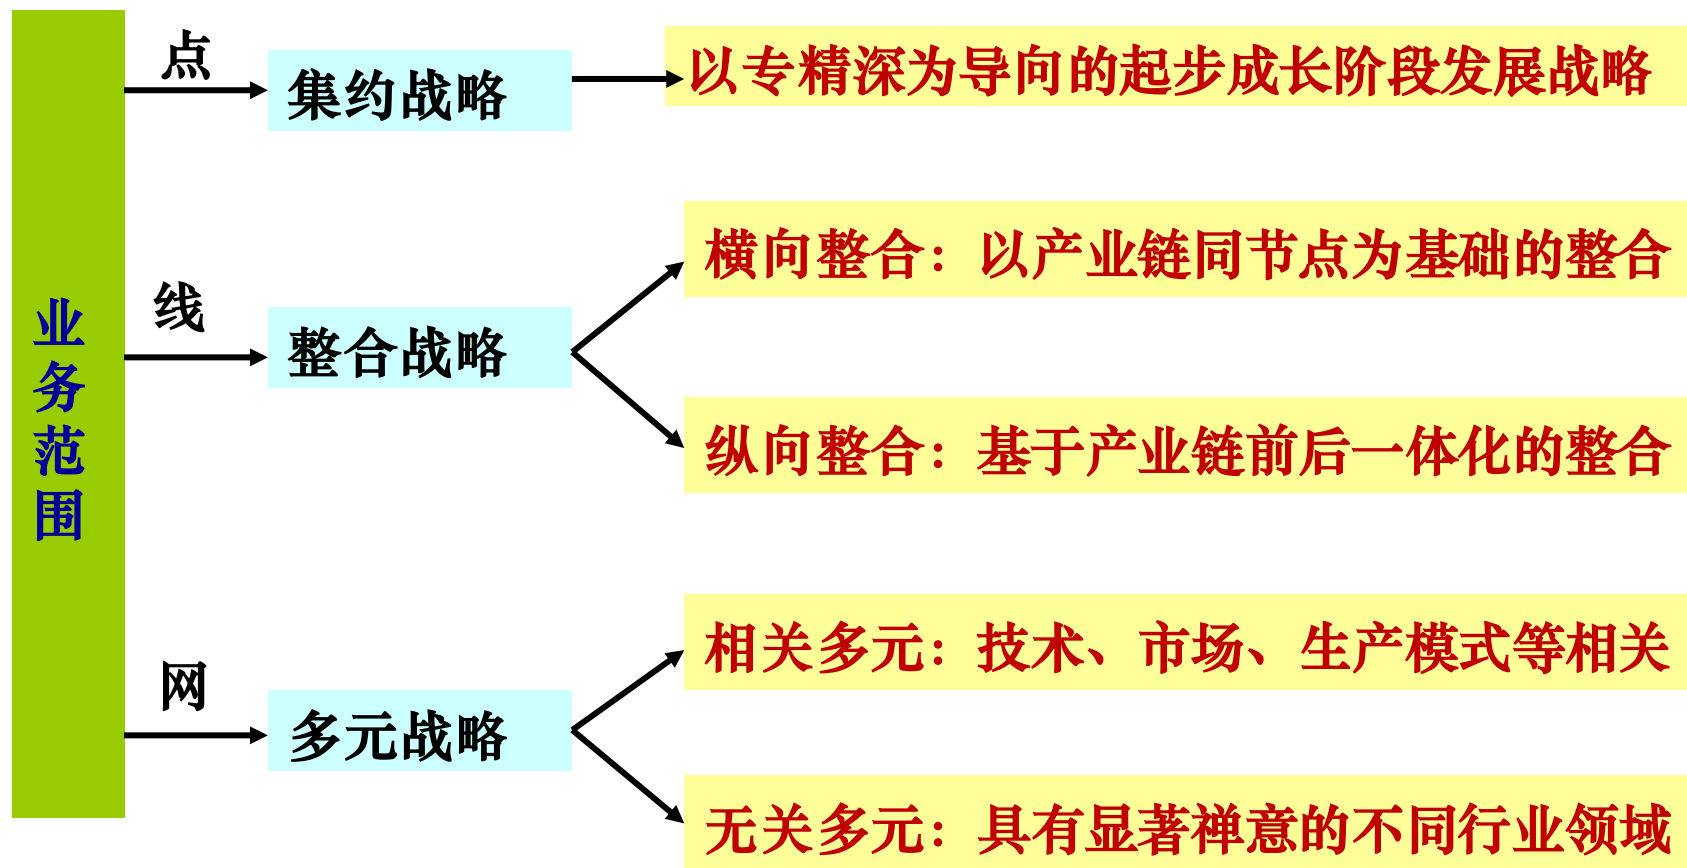 业务范围
点
集约战略
以专精深为导向的起步成长阶段发展战略
线
整合战略
横向整合：以产业链同节点为基础的整合
纵向整合：基于产业链前后一体化的整合
网
多元战略
相关多元：技术、市场、生产模式等相关
无关多元：具有显著禅意的不同行业领域